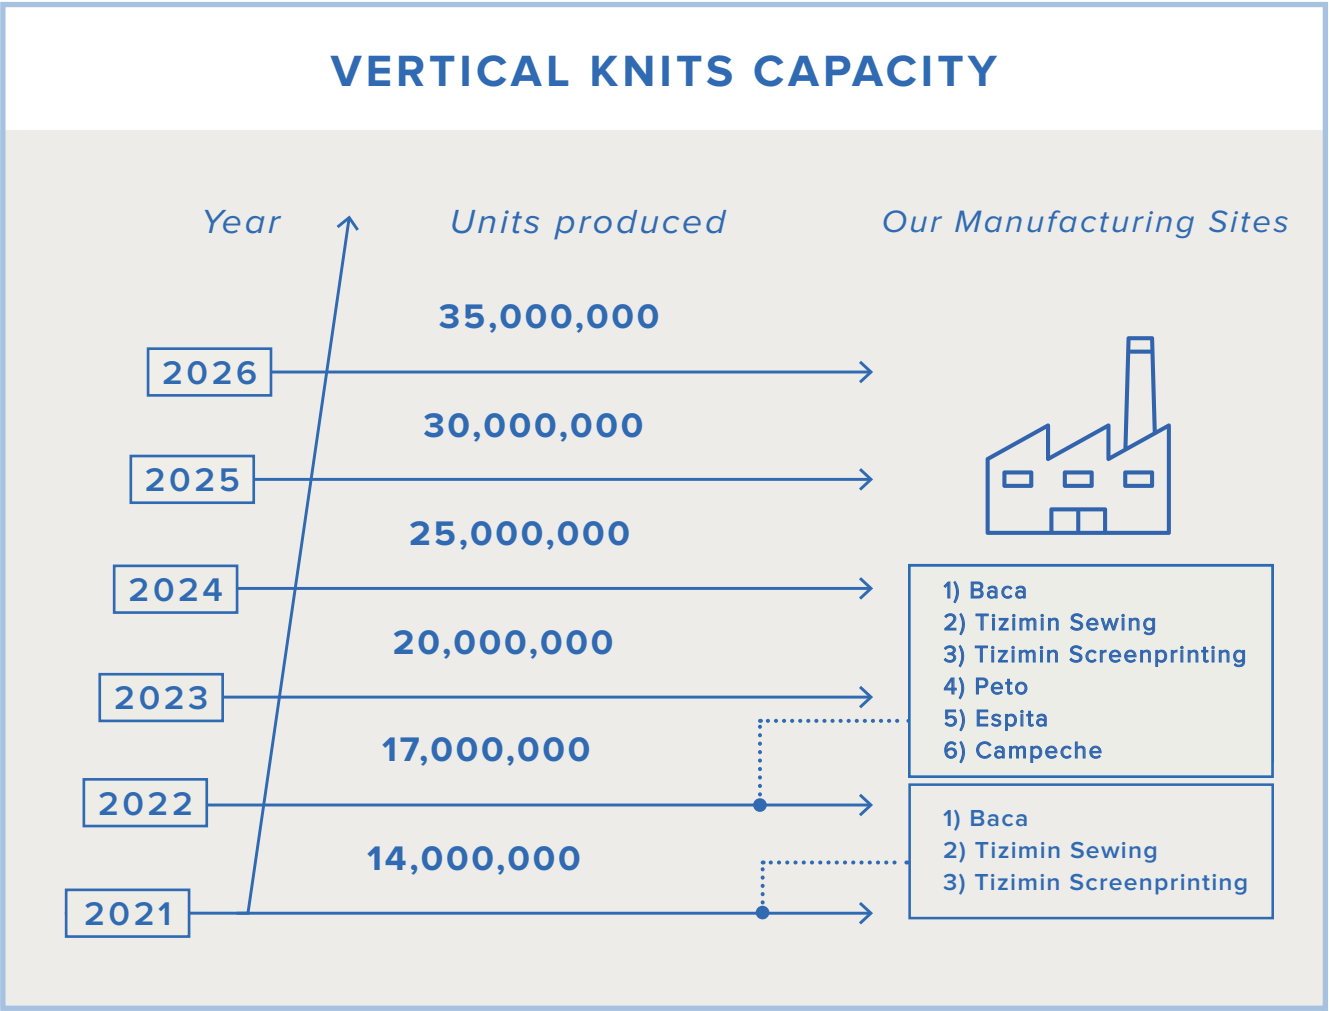 VERTICAL KNITS CAPACITY
Year
Units produced
Our Manufacturing Sites
35,000,000
2026
30,000,000
2025
25,000,000
2024
20,000,000
2023
17,000,000
2022
14,000,000
2021
1) Baca
2) Tizimin Sewing
3) Tizimin Screenprinting
4) Peto
5) Espita
6) Campeche
1) Baca
2) Tizimin Sewing
3) Tizimin Screenprinting